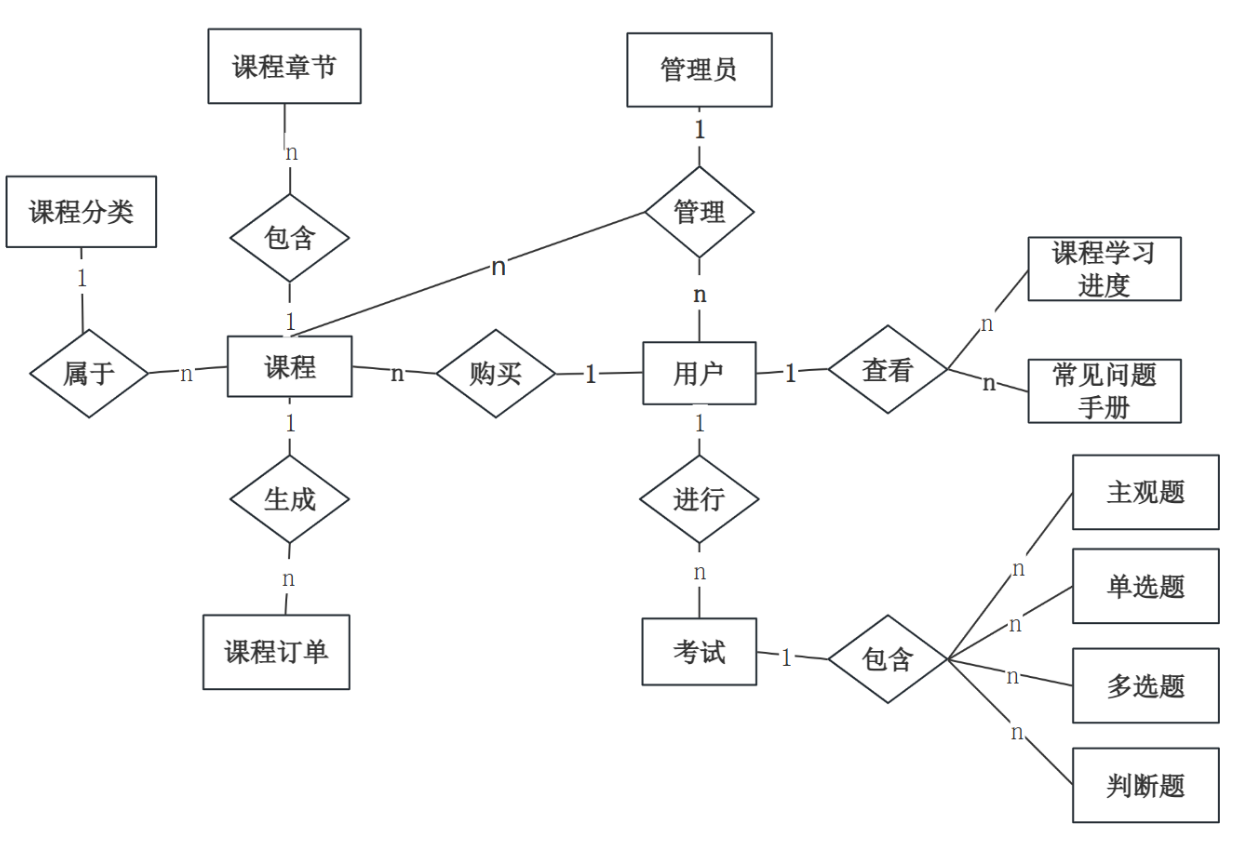 课程章节
管理员
1
n
课程分类
管理
包含
1
n
n
课程学习
进度
1
n
属于
n
课程
n
购买
1
用户
1
查看
n
常见问题
手册
1
1
生成
进行
主观题
n
n
n
单选题
n
课程订单
考试
1
包含
n
多选题
n
判断题